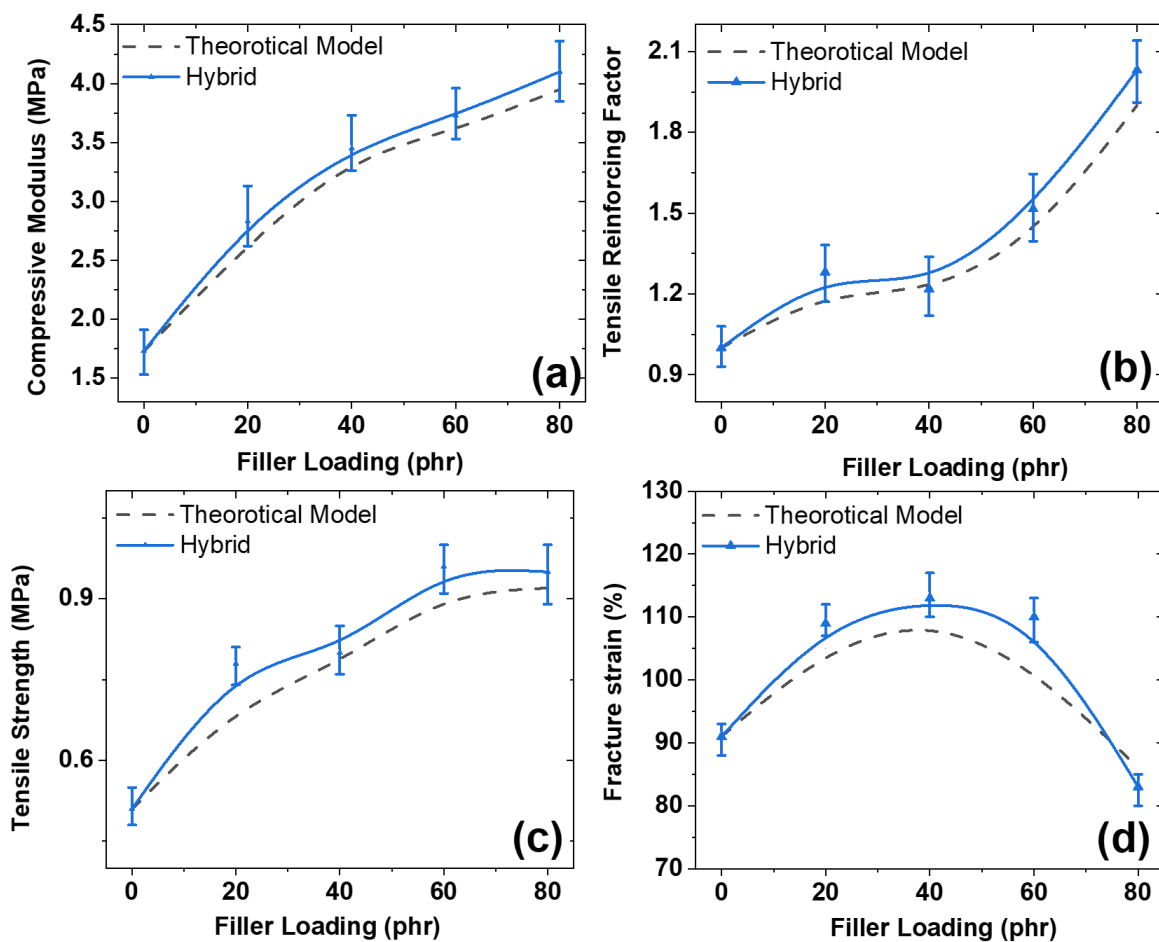 4.5
4.0
3.5
3.0
2.5
2.0
1.5
Compressive Modulus (MPa)
Theorotical Model
Hybrid
(a)
0 20 40 60 80
Filler Loading (phr)
2.1
1.8
1.5
1.2
0.9
Tensile Reinforcing Factor
Theorotical Model
Hybrid
(b)
0 20 40 60 80
Filler Loading (phr)
0.9
0.6
Tensile Strength (MPa)
Theorotical Model
Hybrid
(c)
0 20 40 60 80
Filler Loading (phr)
130
120
110
100
90
80
70
Fracture strain (%)
Theorotical Model
Hybrid
(d)
0 20 40 60 80
Filler Loading (phr)